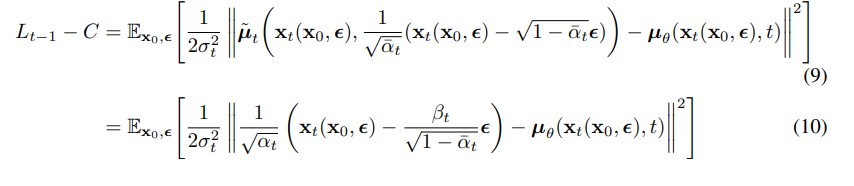 $L_{t-1} - C = \mathbb{E}_{\mathbf{x}_0, \boldsymbol{\epsilon}}\left[\frac{1}{2\sigma_t^2}\left\|\tilde{\boldsymbol{\mu}}_t\left(\mathbf{x}_t(\mathbf{x}_0, \boldsymbol{\epsilon}), \frac{1}{\sqrt{\bar{\alpha}_t}}(\mathbf{x}_t(\mathbf{x}_0, \boldsymbol{\epsilon}) - \sqrt{1 - \bar{\alpha}_t}\boldsymbol{\epsilon})\right) - \boldsymbol{\mu}_\theta(\mathbf{x}_t(\mathbf{x}_0, \boldsymbol{\epsilon}), t)\right\|^2\right]$
(9)
$= \mathbb{E}_{\mathbf{x}_0, \boldsymbol{\epsilon}}\left[\frac{1}{2\sigma_t^2}\left\|\frac{1}{\sqrt{\alpha_t}}\left(\mathbf{x}_t(\mathbf{x}_0, \boldsymbol{\epsilon}) - \frac{\beta_t}{\sqrt{1 - \bar{\alpha}_t}}\boldsymbol{\epsilon}\right) - \boldsymbol{\mu}_\theta(\mathbf{x}_t(\mathbf{x}_0, \boldsymbol{\epsilon}), t)\right\|^2\right]$ (10)